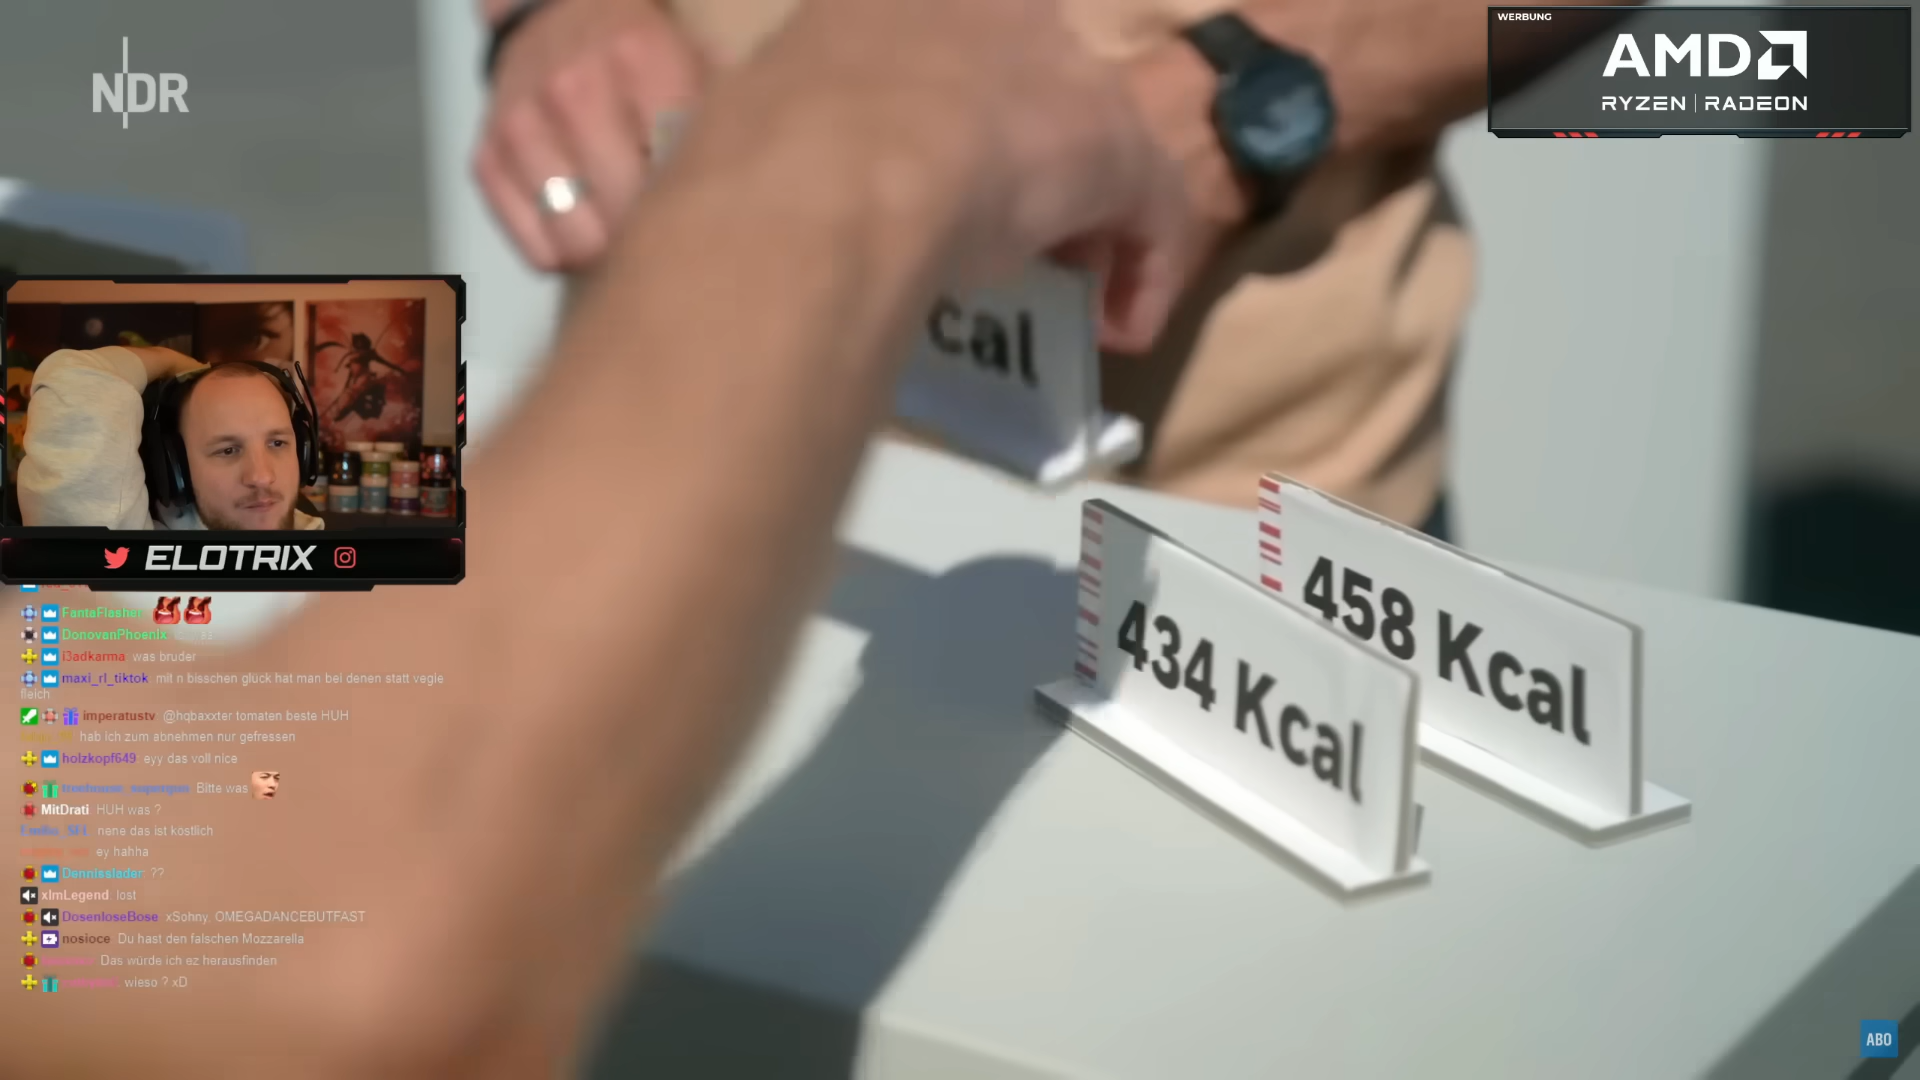 NDR
WERBUNG
AMD
RYZEN | RADEON
cal
458 Kcal
434 Kcal
ELOTRIX
FantaFlasher
DonovanPhoenix
i3adkarma was bruder
maxi_rl_tiktok mit n bisschen glück hat man bei denen statt vegle
fleich
imperatustv @hqbaxxter tomaten beste HUH
hab ich zum abnehmen nur gefressen
holzkopf649 eyy das voll nice
Bitte was
MitDrati HUH was ?
nene das ist köstlich
ey hahha
Dennisslader ??
xImLegend lost
DosenloseBose xSohny. OMEGADANCEBUTFAST
nosioce Du hast den falschen Mozzarella
Das würde ich ez herausfinden
wieso ? xD
ABO